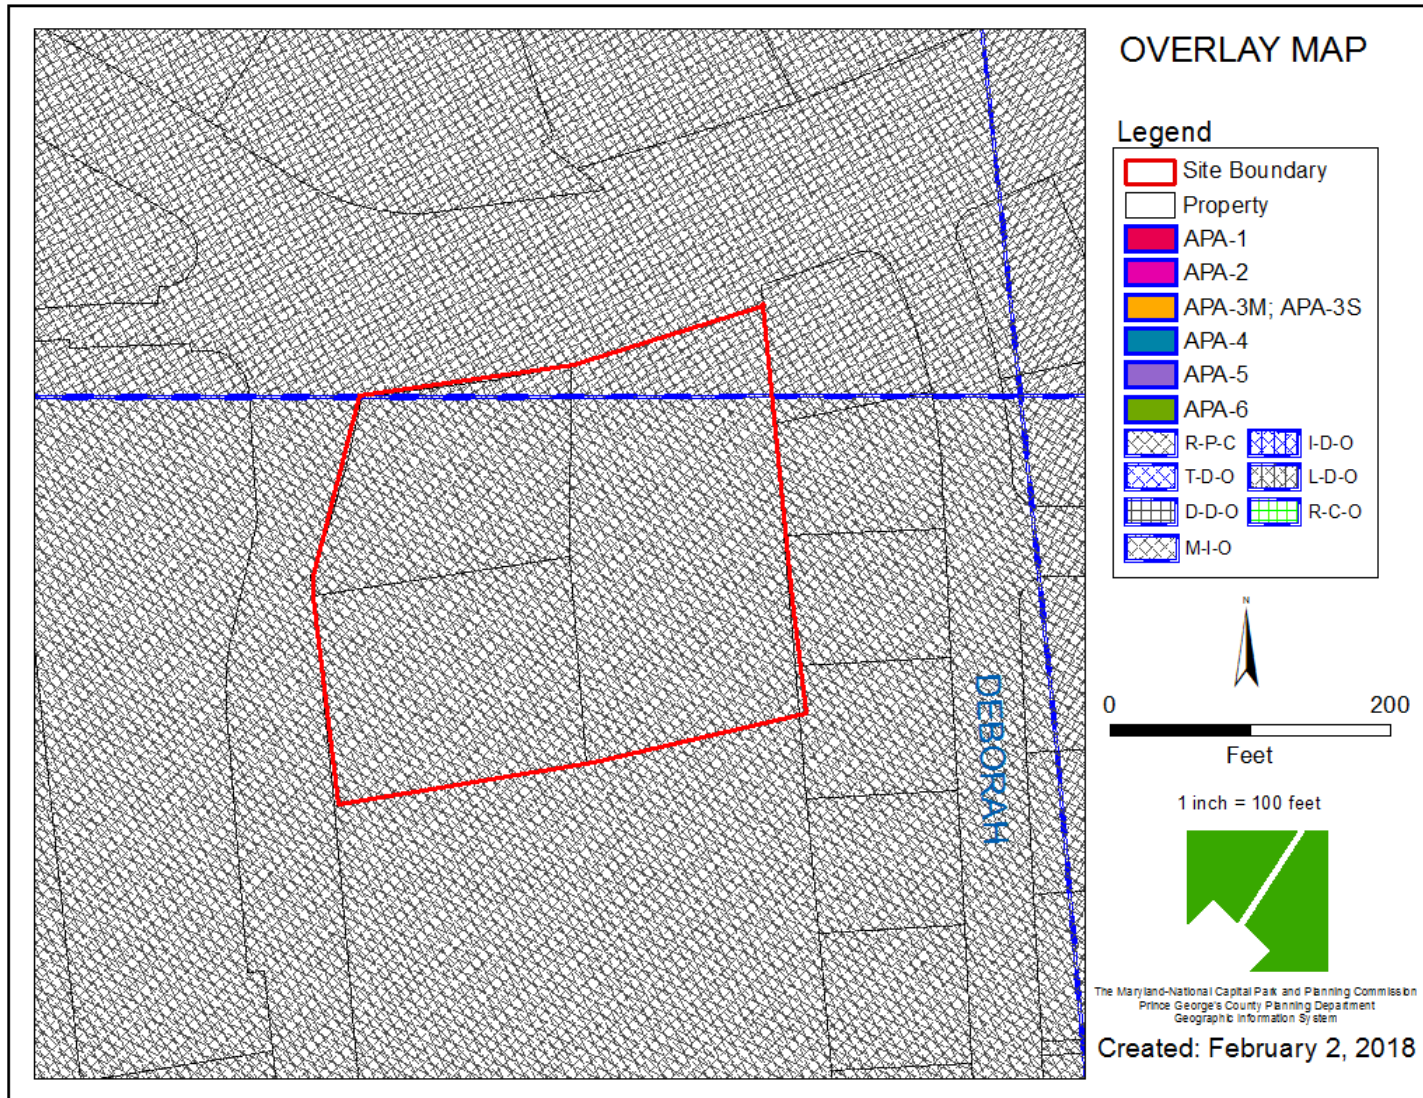 OVERLAY MAP
Legend
Site Boundary
Property
APA-1
APA-2
APA-3M; APA-3S
APA-4
APA-5
APA-6
R-P-C I-D-O
T-D-O L-D-O
D-D-O R-C-O
M-I-O
N
0 200
Feet
1 inch = 100 feet
The Maryland-National Capital Park and Planning Commission
Prince George's County Planning Department
Geographic Information System
Created: February 2, 2018
DEBORAH